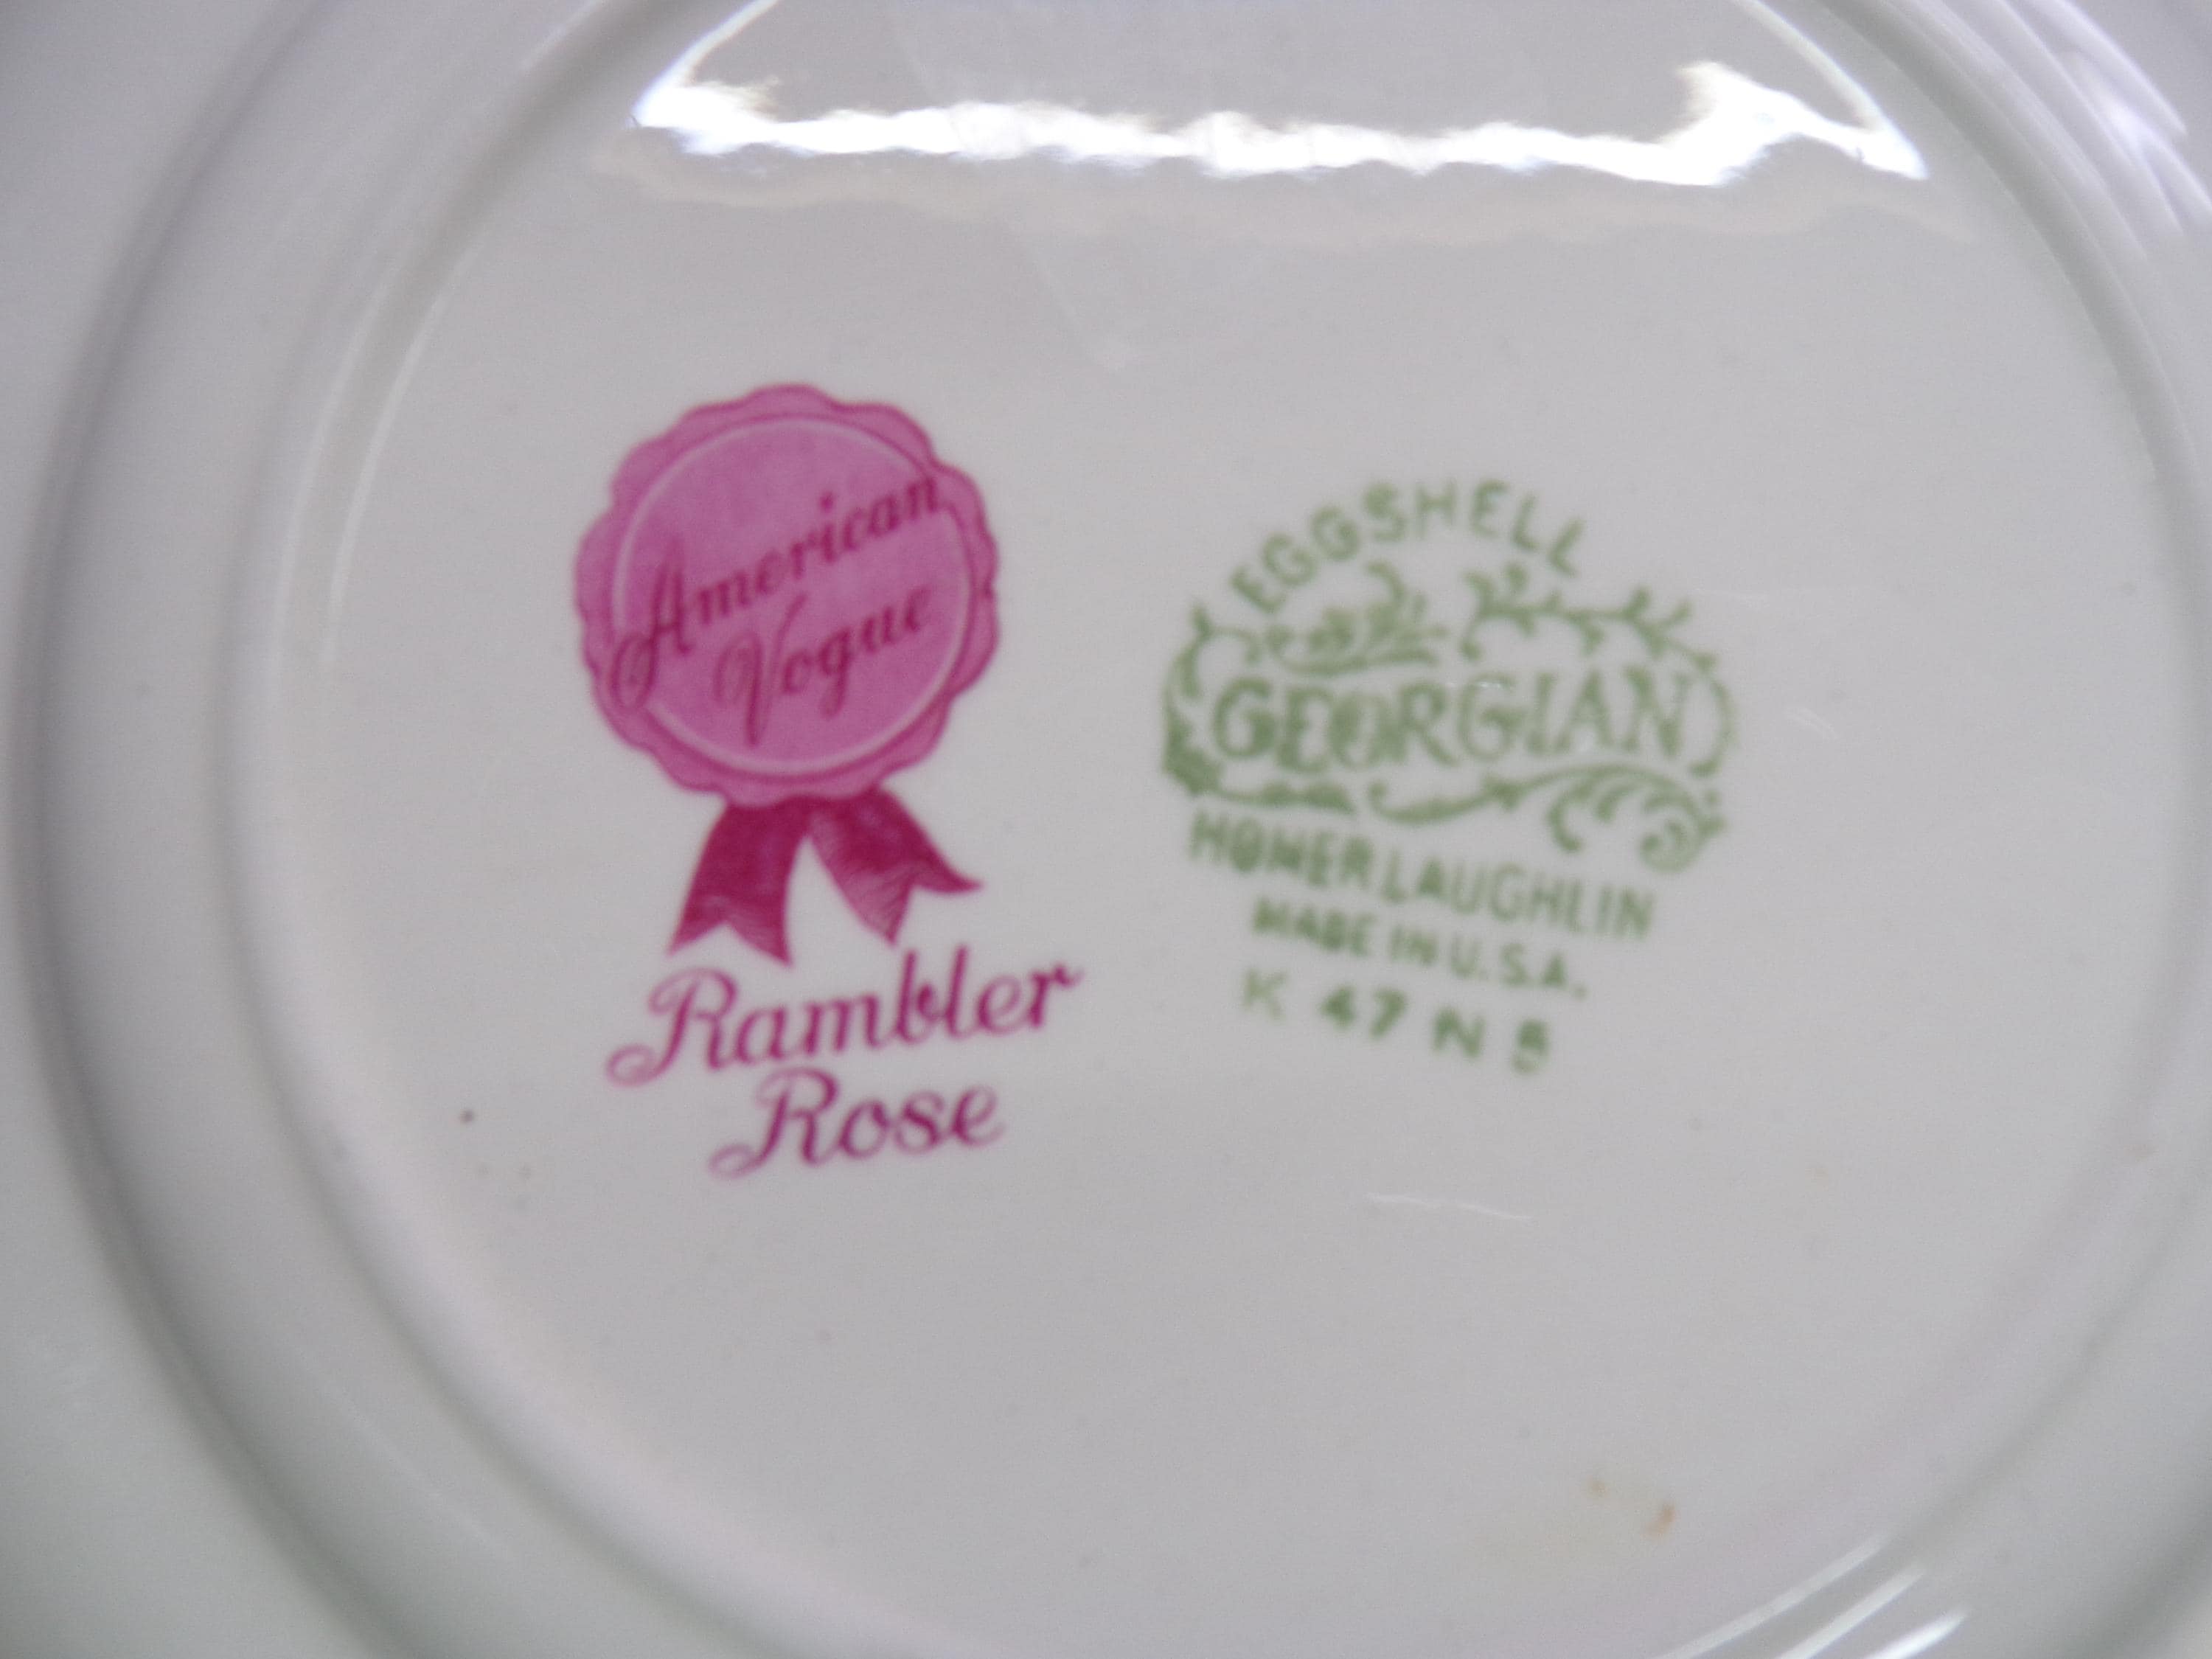 American
Vogue
Rambler
Rose
EGGSHELL
GEORGIAN
HOMER LAUGHLIN
MADE IN U.S.A.
K 47 N 5